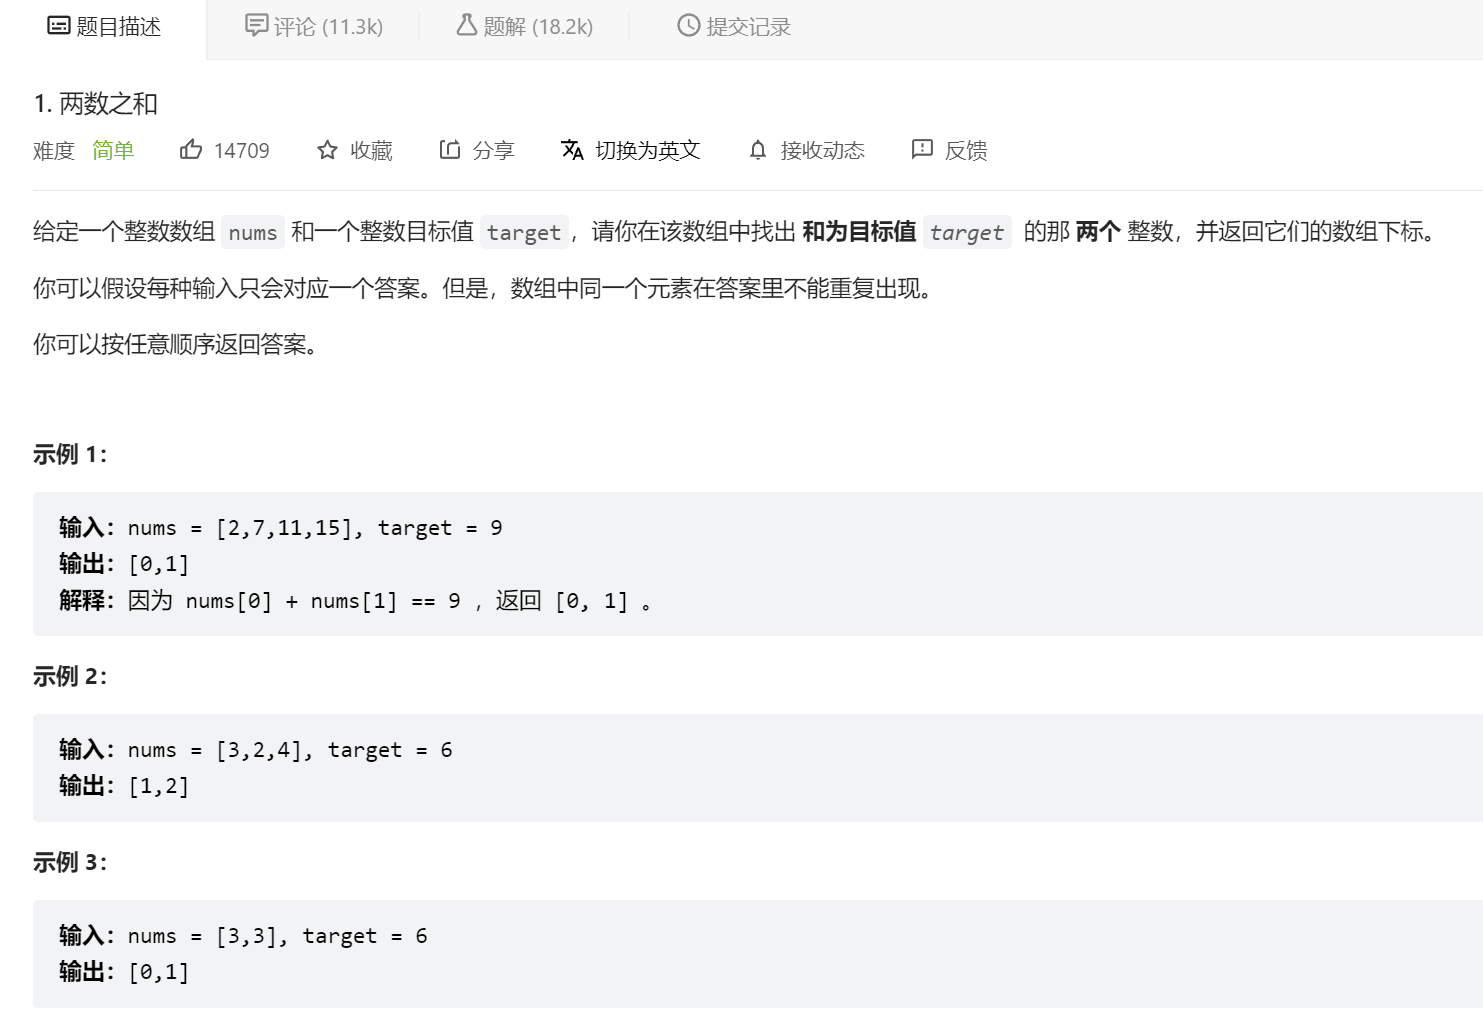 题目描述 评论 (11.3k) 题解 (18.2k) 提交记录
1. 两数之和
难度 简单 14709 收藏 分享 切换为英文 接收动态 反馈
给定一个整数数组 nums 和一个整数目标值 target，请你在该数组中找出 和为目标值 target 的那 两个 整数，并返回它们的数组下标。
你可以假设每种输入只会对应一个答案。但是，数组中同一个元素在答案里不能重复出现。
你可以按任意顺序返回答案。
示例 1：
输入：nums = [2,7,11,15], target = 9
输出：[0,1]
解释：因为 nums[0] + nums[1] == 9 ，返回 [0, 1] 。
示例 2：
输入：nums = [3,2,4], target = 6
输出：[1,2]
示例 3：
输入：nums = [3,3], target = 6
输出：[0,1]